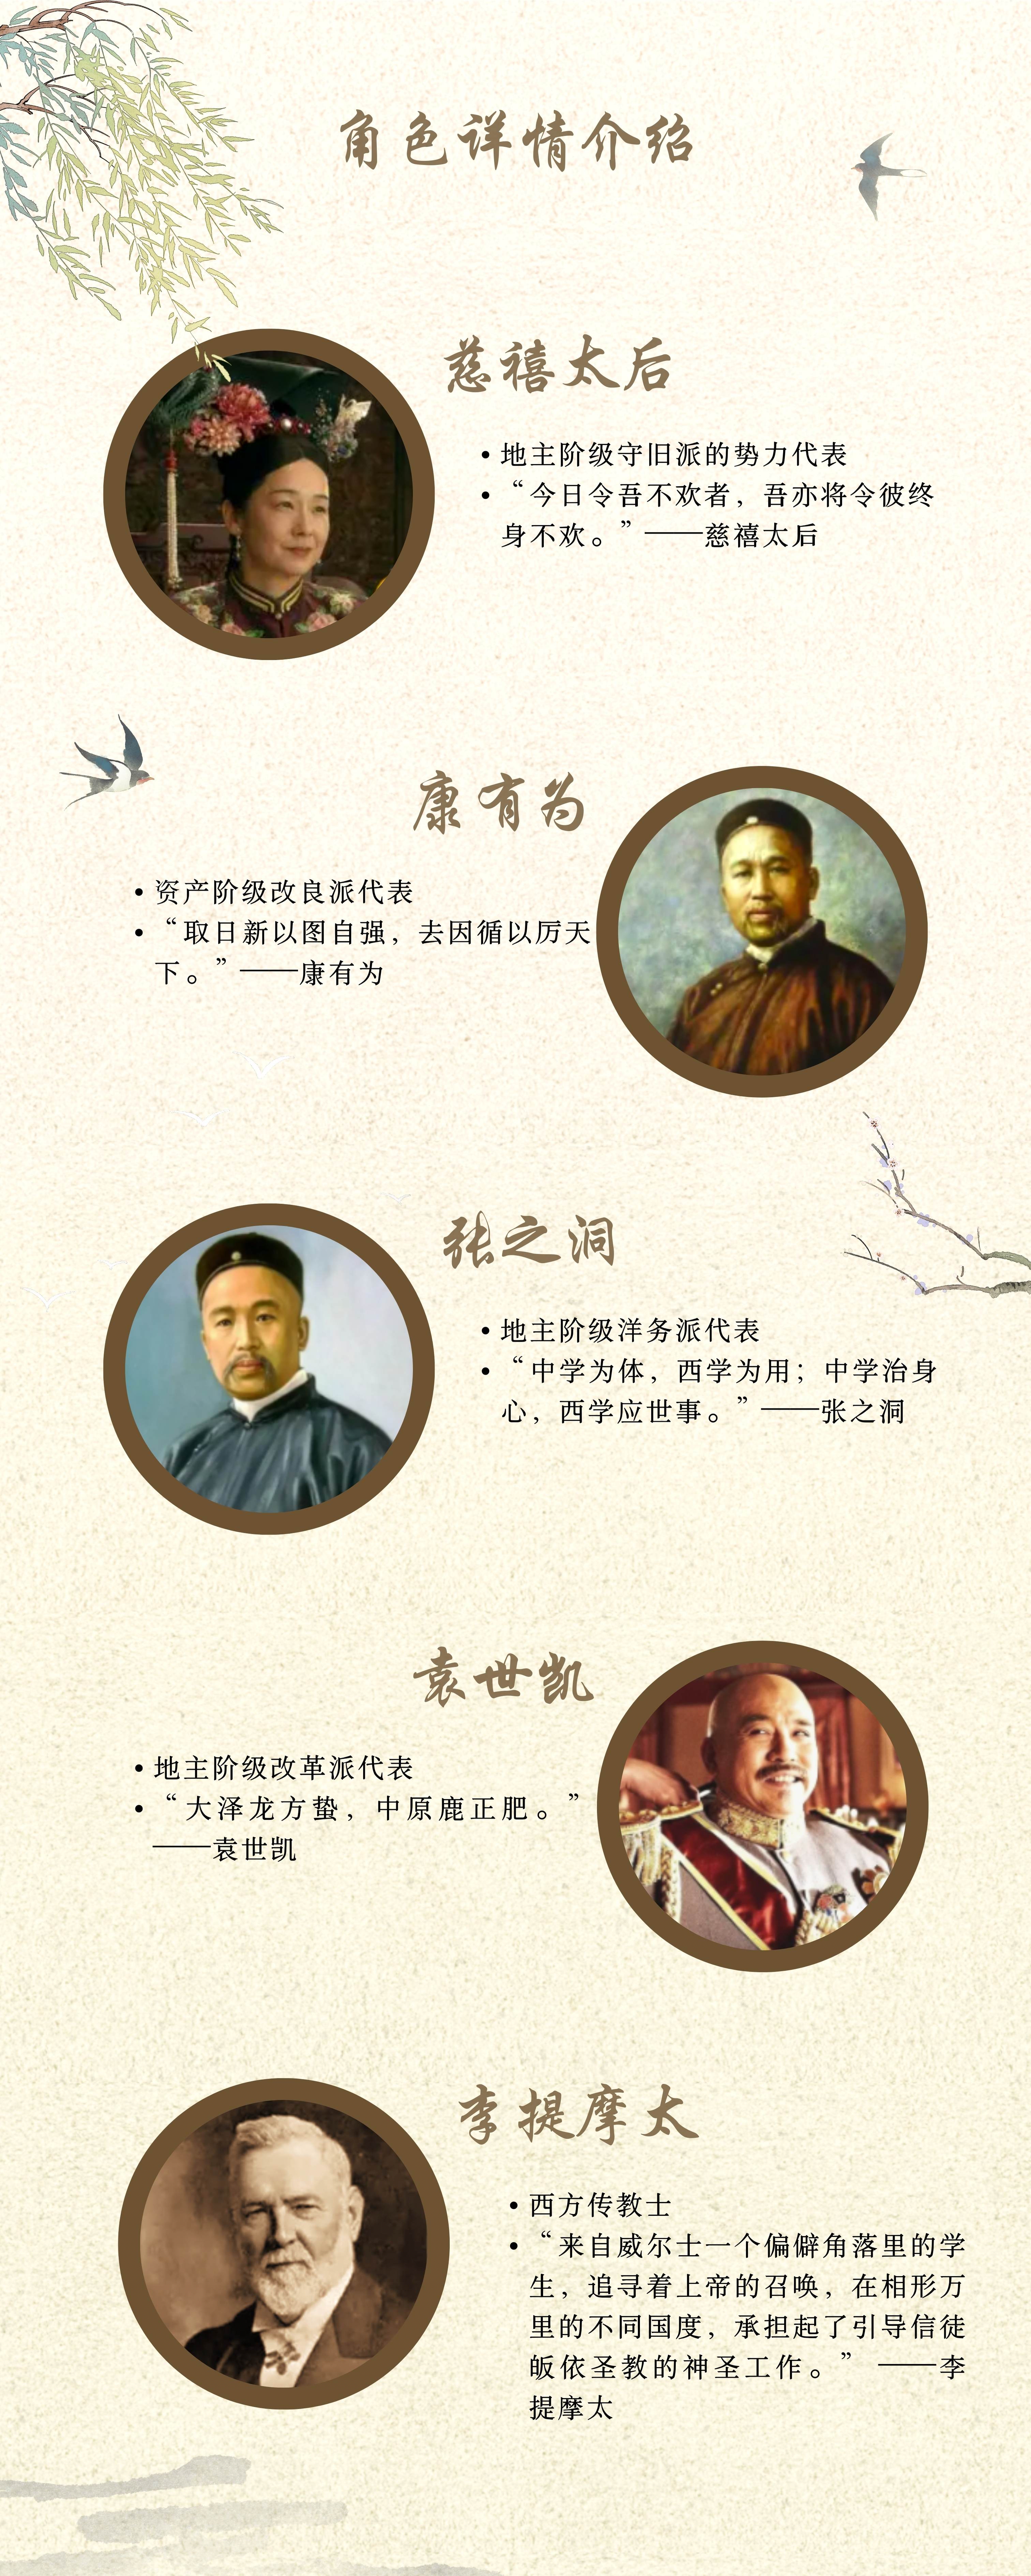 角色详情介绍
慈禧太后
• 地主阶级守旧派的势力代表
• “今日令吾不欢者，吾亦将令彼终
身不欢。”——慈禧太后
康有为
• 资产阶级改良派代表
• “取日新以图自强，去因循以厉天
下。”——康有为
张之洞
• 地主阶级洋务派代表
• “中学为体，西学为用；中学治身
心，西学应世事。”——张之洞
袁世凯
• 地主阶级改革派代表
• “大泽龙方蛰，中原鹿正肥。”
——袁世凯
李提摩太
• 西方传教士
• “来自威尔士一个偏僻角落里的学
生，追寻着上帝的召唤，在相形万
里的不同国度，承担起了引导信徒
皈依圣教的神圣工作。” ——李
提摩太